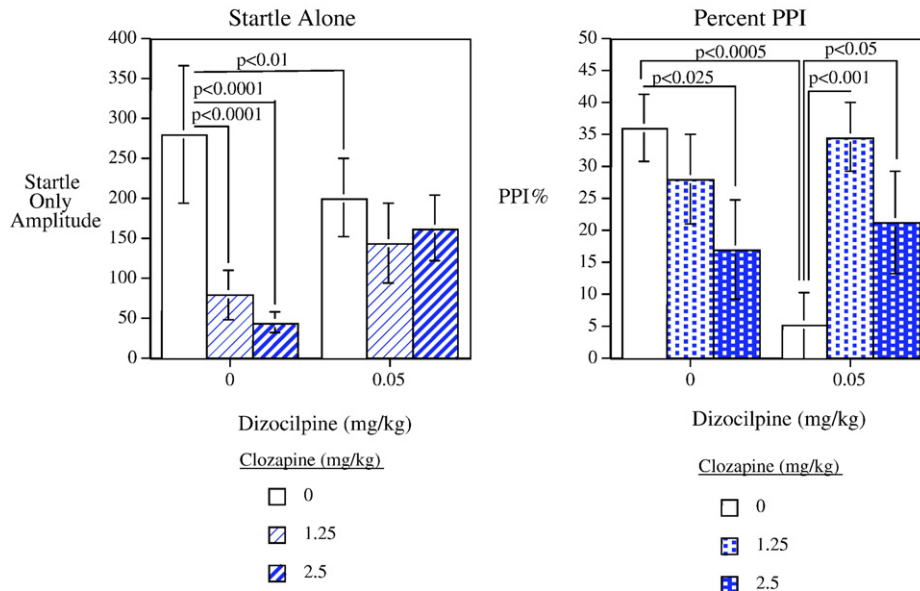 Startle Alone
400
350
300
250
200
150
100
50
0
Startle
Only
Amplitude
p<0.01
p<0.0001
p<0.0001
0
0.05
Dizocilpine (mg/kg)
Clozapine (mg/kg)
0
1.25
2.5
Percent PPI
50
45
40
35
30
25
20
15
10
5
0
PPI%
p<0.0005
p<0.05
p<0.025
p<0.001
0
0.05
Dizocilpine (mg/kg)
Clozapine (mg/kg)
0
1.25
2.5